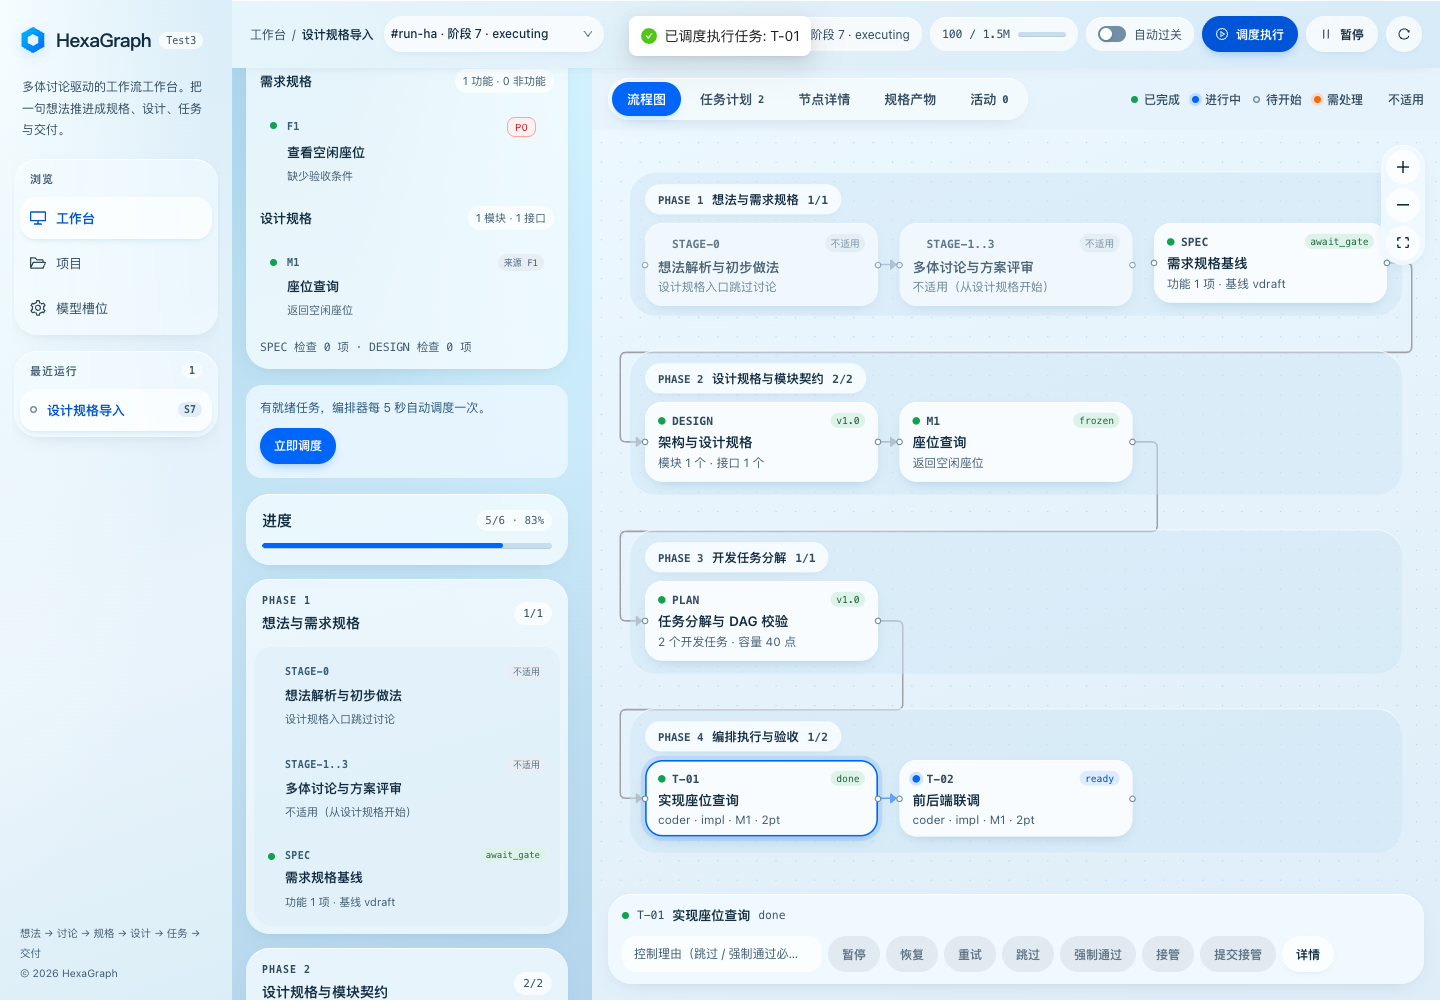 HexaGraph Test3
多体讨论驱动的工作流工作台。把
一句想法推进成规格、设计、任务
与交付。
浏览
工作台
项目
模型槽位
最近运行 1
设计规格导入 S7
想法 → 讨论 → 规格 → 设计 → 任务 →
交付
© 2026 HexaGraph
工作台 / 设计规格导入
#run-ha · 阶段 7 · executing
已调度执行任务: T-01
阶段 7 · executing
100 / 1.5M
自动过关
调度执行
暂停
需求规格 1 功能 · 0 非功能
F1 P0
查看空闲座位
缺少验收条件
设计规格 1 模块 · 1 接口
M1 来源 F1
座位查询
返回空闲座位
SPEC 检查 0 项 · DESIGN 检查 0 项
有就绪任务，编排器每 5 秒自动调度一次。
立即调度
进度 5/6 · 83%
PHASE 1
想法与需求规格 1/1
STAGE-0 不适用
想法解析与初步做法
设计规格入口跳过讨论
STAGE-1..3 不适用
多体讨论与方案评审
不适用（从设计规格开始）
SPEC await_gate
需求规格基线
功能 1 项 · 基线 vdraft
PHASE 2
设计规格与模块契约 2/2
流程图 任务计划 2 节点详情 规格产物 活动 0
已完成 进行中 待开始 需处理 不适用
PHASE 1 想法与需求规格 1/1
STAGE-0 不适用
想法解析与初步做法
设计规格入口跳过讨论
STAGE-1..3 不适用
多体讨论与方案评审
不适用（从设计规格开始）
SPEC await_gate
需求规格基线
功能 1 项 · 基线 vdraft
PHASE 2 设计规格与模块契约 2/2
DESIGN v1.0
架构与设计规格
模块 1 个 · 接口 1 个
M1 frozen
座位查询
返回空闲座位
PHASE 3 开发任务分解 1/1
PLAN v1.0
任务分解与 DAG 校验
2 个开发任务 · 容量 40 点
PHASE 4 编排执行与验收 1/2
T-01 done
实现座位查询
coder · impl · M1 · 2pt
T-02 ready
前后端联调
coder · impl · M1 · 2pt
T-01 实现座位查询 done
控制理由（跳过 / 强制通过必... 暂停 恢复 重试 跳过 强制通过 接管 提交接管 详情